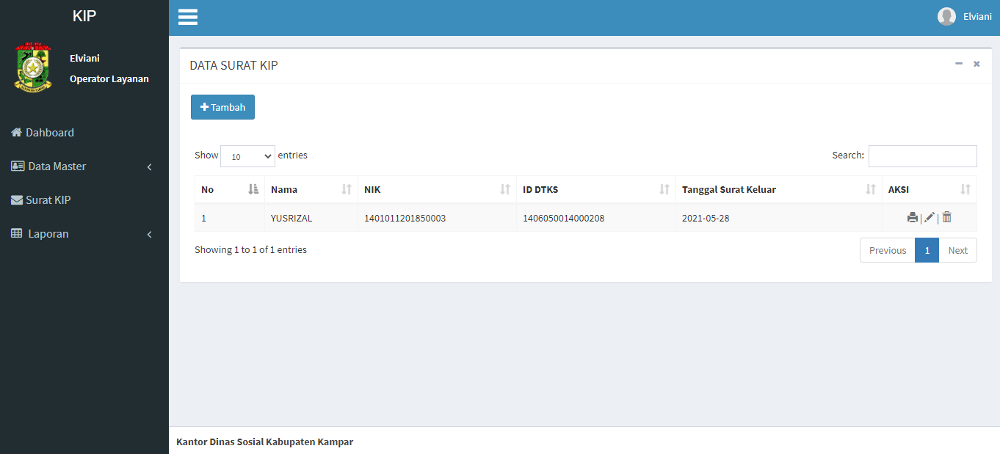 KIP
Elviani
Elviani
Operator Layanan
Dahboard
Data Master
Surat KIP
Laporan
DATA SURAT KIP
Tambah
Show 10 entries
Search:
No Nama NIK ID DTKS Tanggal Surat Keluar AKSI
1 YUSRIZAL 1401011201850003 1406050014000208 2021-05-28 | |
Showing 1 to 1 of 1 entries
Previous 1 Next
Kantor Dinas Sosial Kabupaten Kampar